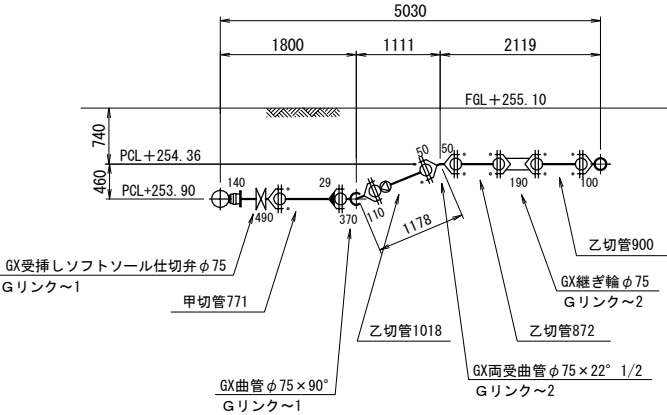 5030
1800
1111
2119
FGL+255.10
740
PCL+254.36
460
PCL+253.90
140
490
29
370
110
50
50
1178
190
100
GX受挿しソフトソール仕切弁φ75
Gリンク～1
甲切管771
GX曲管φ75×90°
Gリンク～1
乙切管1018
GX両受曲管φ75×22° 1/2
Gリンク～2
乙切管872
GX継ぎ輪φ75
Gリンク～2
乙切管900